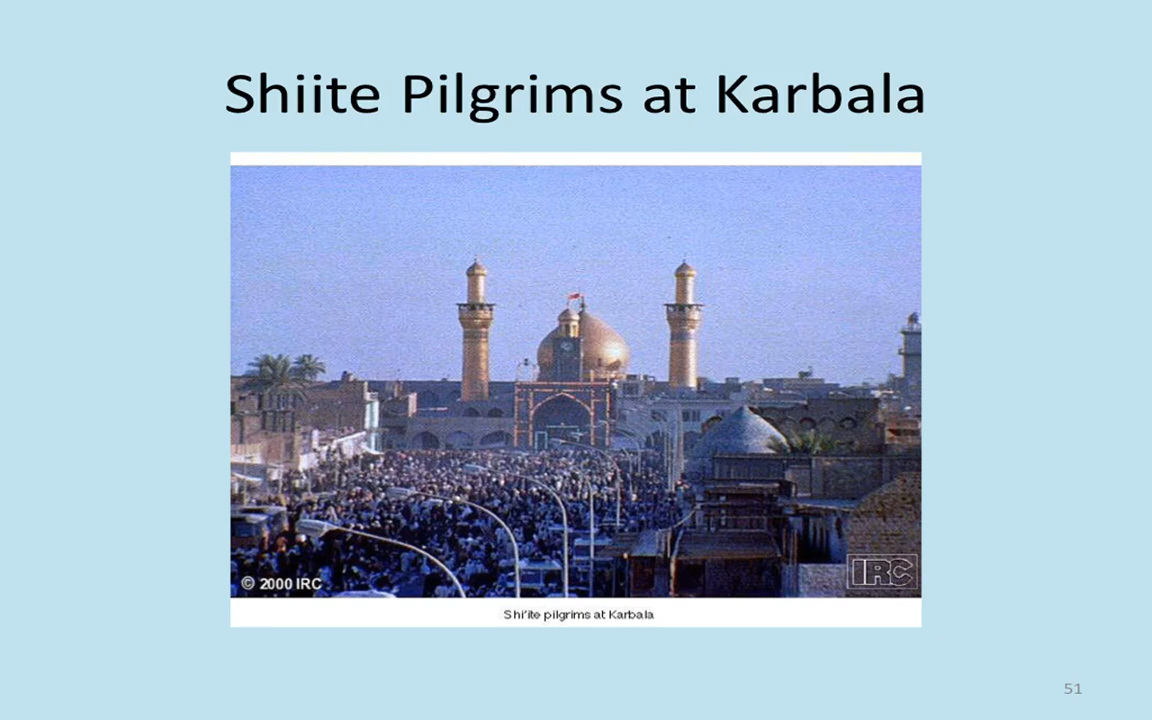 Shiite Pilgrims at Karbala
© 2000 IRC
IRC
Shi'ite pilgrims at Karbala
51